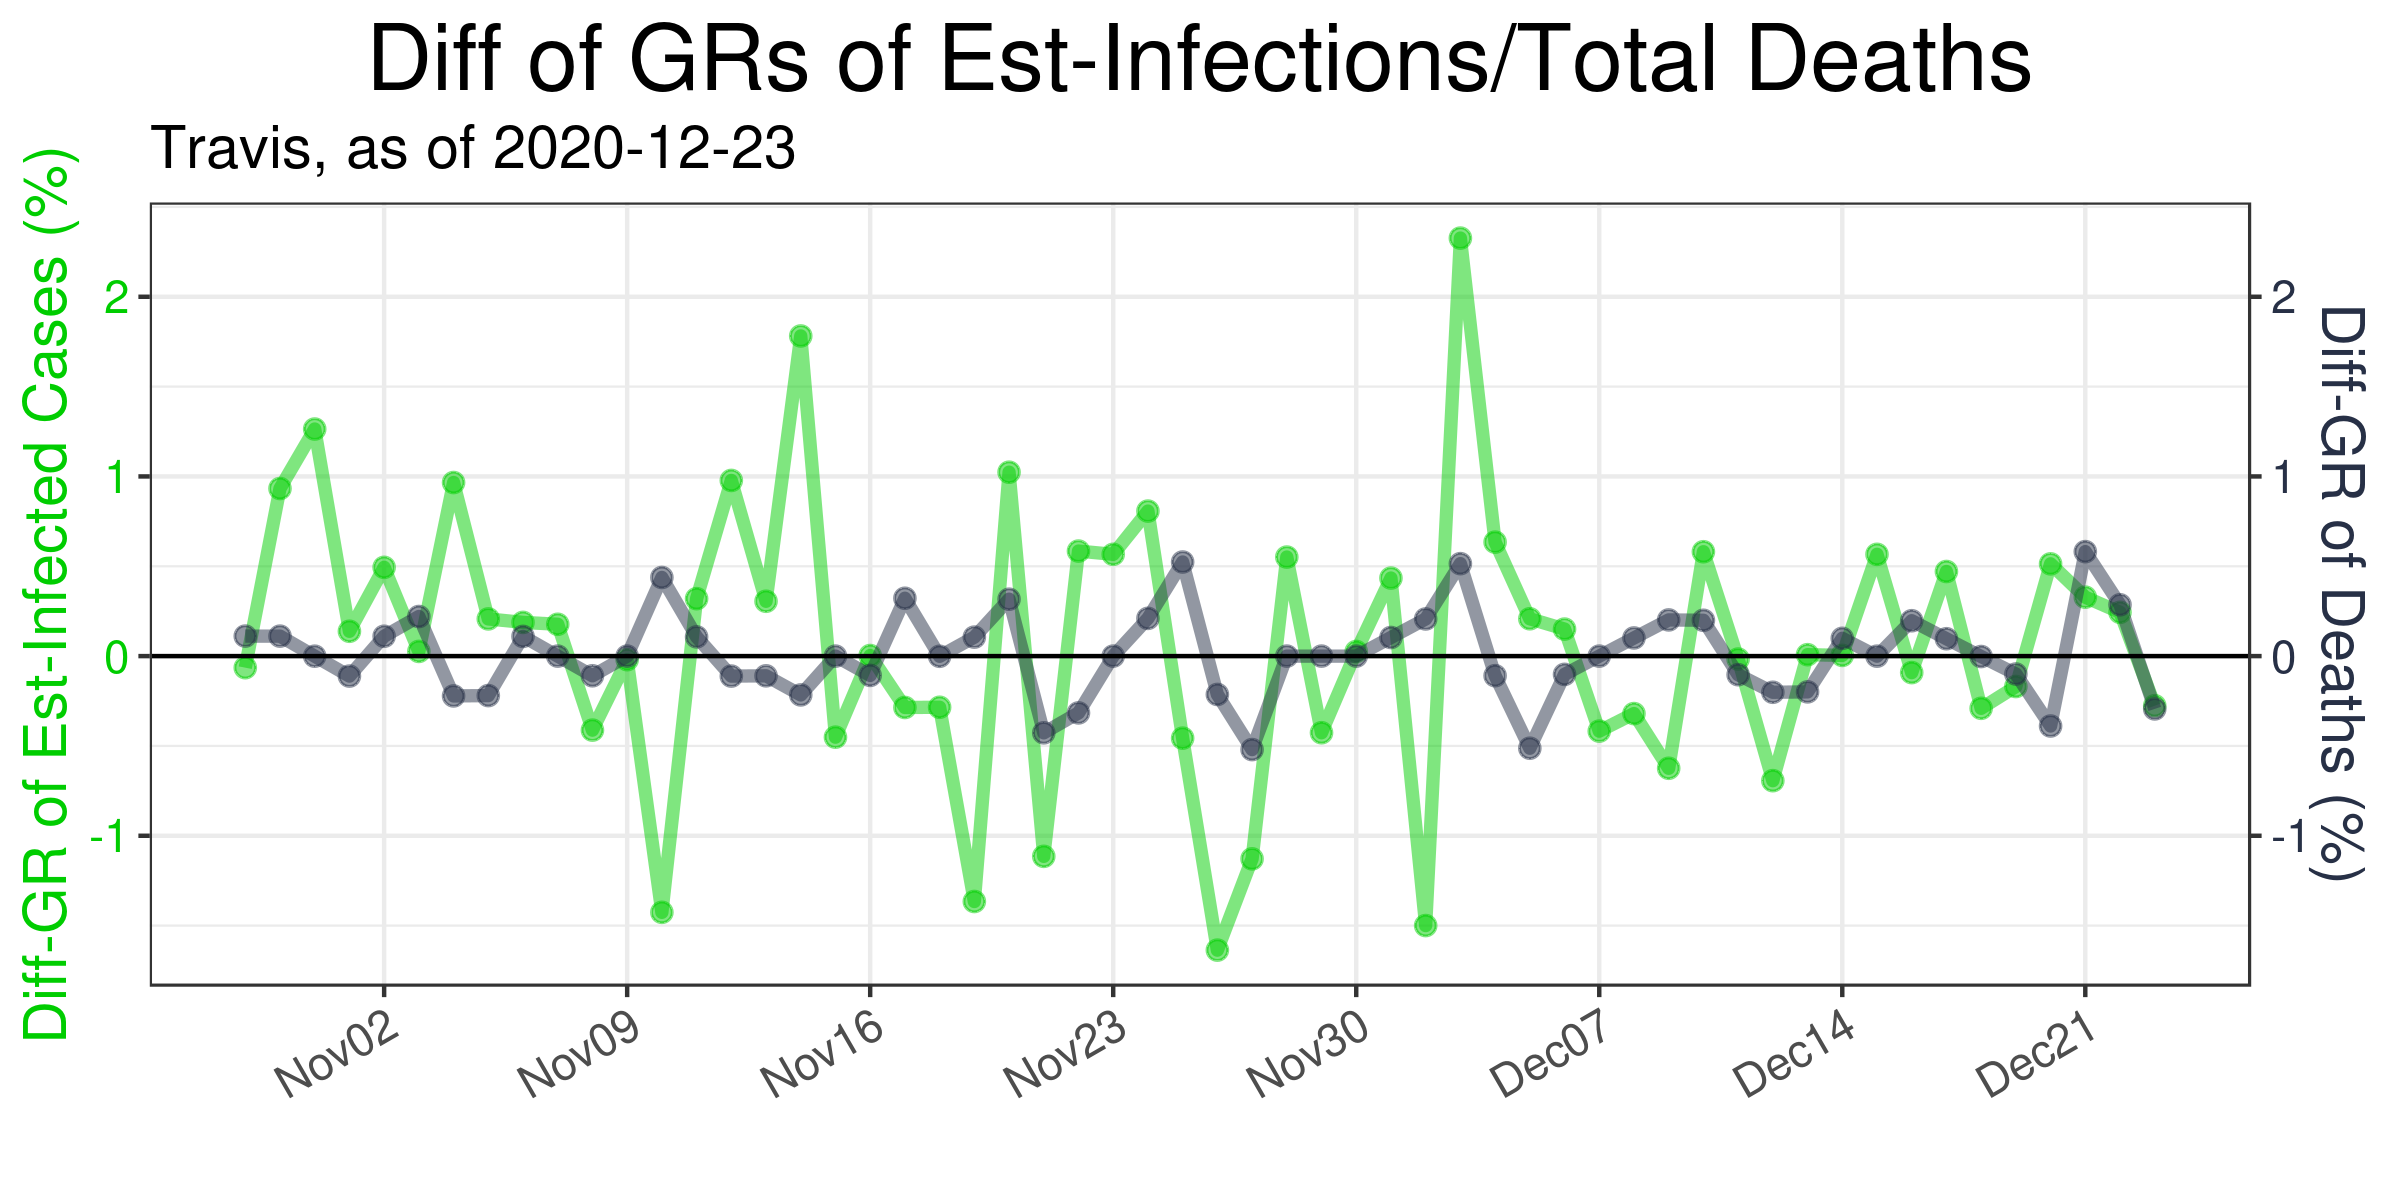 Diff of GRs of Est-Infections/Total Deaths
Travis, as of 2020-12-23
Diff-GR of Est-Infected Cases (%)
2
1
0
-1
2
1
0
-1
Diff-GR of Deaths (%)
Nov02
Nov09
Nov16
Nov23
Nov30
Dec07
Dec14
Dec21